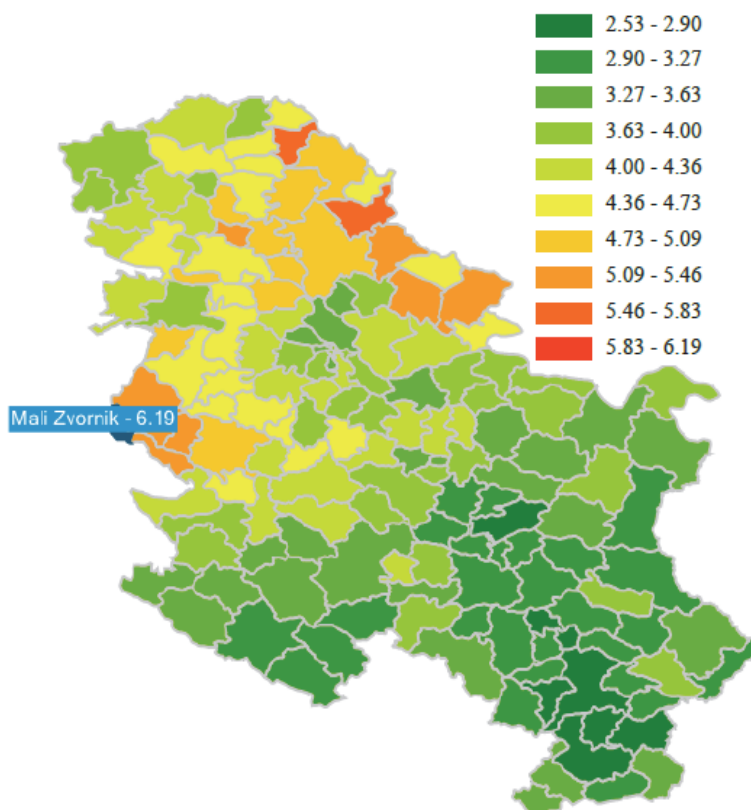 2.53 - 2.90
2.90 - 3.27
3.27 - 3.63
3.63 - 4.00
4.00 - 4.36
4.36 - 4.73
4.73 - 5.09
5.09 - 5.46
5.46 - 5.83
5.83 - 6.19
Mali Zvornik - 6.19